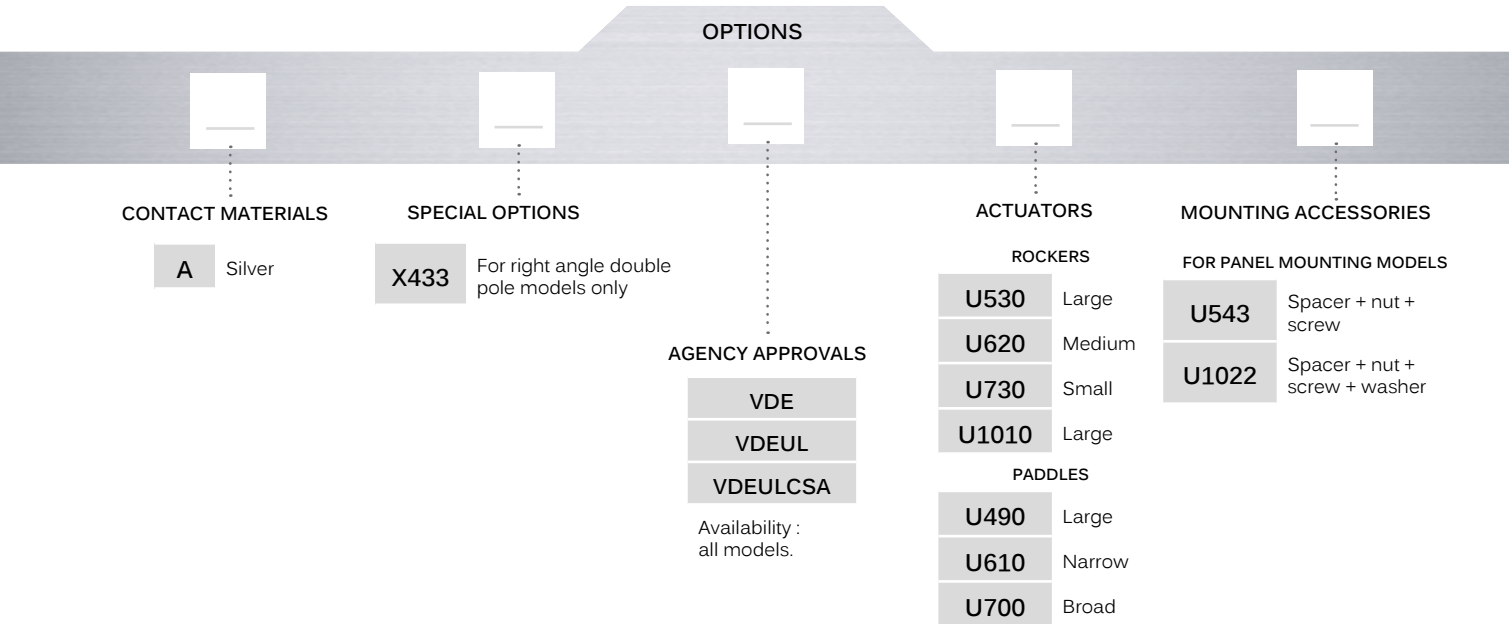 OPTIONS
CONTACT MATERIALS
A
Silver
SPECIAL OPTIONS
X433
For right angle double
pole models only
AGENCY APPROVALS
VDE
VDEUL
VDEULCSA
Availability :
all models.
ACTUATORS
ROCKERS
U530
Large
U620
Medium
U730
Small
U1010
Large
PADDLES
U490
Large
U610
Narrow
U700
Broad
MOUNTING ACCESSORIES
FOR PANEL MOUNTING MODELS
U543
Spacer + nut +
screw
U1022
Spacer + nut +
screw + washer